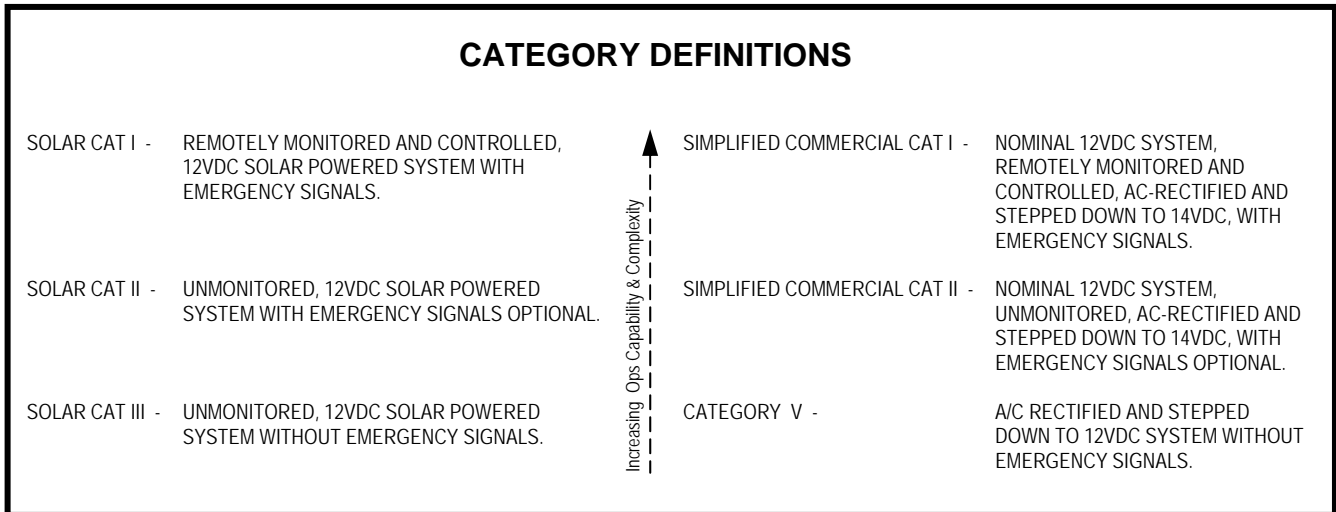 CATEGORY DEFINITIONS
SOLAR CAT I - REMOTELY MONITORED AND CONTROLLED,
12VDC SOLAR POWERED SYSTEM WITH
EMERGENCY SIGNALS.
SOLAR CAT II - UNMONITORED, 12VDC SOLAR POWERED
SYSTEM WITH EMERGENCY SIGNALS OPTIONAL.
SOLAR CAT III - UNMONITORED, 12VDC SOLAR POWERED
SYSTEM WITHOUT EMERGENCY SIGNALS.
Increasing Ops Capability & Complexity
SIMPLIFIED COMMERCIAL CAT I - NOMINAL 12VDC SYSTEM,
REMOTELY MONITORED AND
CONTROLLED, AC-RECTIFIED AND
STEPPED DOWN TO 14VDC, WITH
EMERGENCY SIGNALS.
SIMPLIFIED COMMERCIAL CAT II - NOMINAL 12VDC SYSTEM,
UNMONITORED, AC-RECTIFIED AND
STEPPED DOWN TO 14VDC, WITH
EMERGENCY SIGNALS OPTIONAL.
CATEGORY V - A/C RECTIFIED AND STEPPED
DOWN TO 12VDC SYSTEM WITHOUT
EMERGENCY SIGNALS.